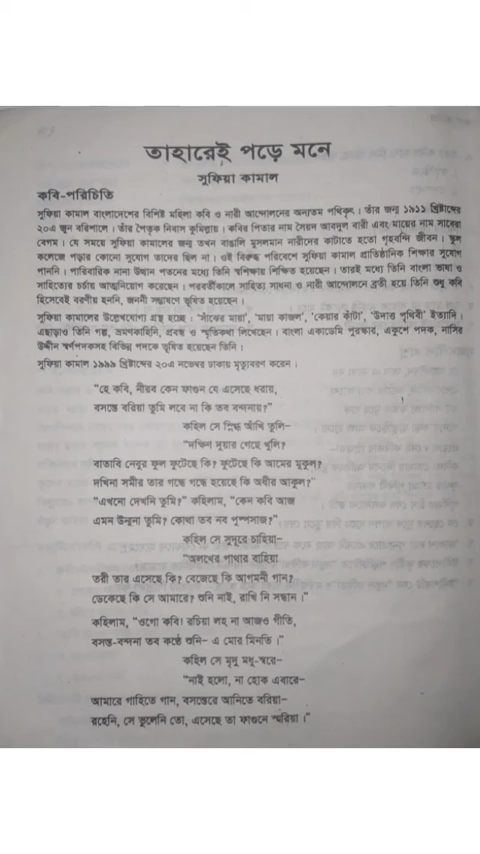 তাহারেই পড়ে মনে
সুফিয়া কামাল
কবি-পরিচিতি
সুফিয়া কামাল বাংলাদেশের বিশিষ্ট মহিলা কবি ও নারী আন্দোলনের অন্যতম পথিকৃৎ। তাঁর জন্ম ১৯১১ খ্রিষ্টাব্দের
২০এ জুন বরিশালে। তাঁর পৈতৃক নিবাস কুমিল্লায়। কবির পিতার নাম সৈয়দ আবদুল বারী এবং মায়ের নাম সাবেরা
বেগম। যে সময়ে সুফিয়া কামালের জন্ম তখন বাঙালি মুসলমান নারীদের কাটাতে হতো গৃহবন্দি জীবন। স্কুল
কলেজে পড়ার কোনো সুযোগ তাদের ছিল না। ওই বিরুদ্ধ পরিবেশে সুফিয়া কামাল প্রাতিষ্ঠানিক শিক্ষার সুযোগ
পাননি। পারিবারিক নানা উত্থান পতনের মধ্যে তিনি স্বশিক্ষায় শিক্ষিত হয়েছেন। তারই মধ্যে তিনি বাংলা ভাষা ও
সাহিত্যের চর্চায় আত্মনিয়োগ করেছেন। পরবর্তীকালে সাহিত্য সাধনা ও নারী আন্দোলনে ব্রতী হয়ে তিনি শুধু কবি
হিসেবেই বরণীয় হননি, জননী সম্ভাষণে ভূষিত হয়েছেন।
সুফিয়া কামালের উল্লেখযোগ্য গ্রন্থ হচ্ছে : 'সাঁঝের মায়া', 'মায়া কাজল', 'কেয়ার কাঁটা', 'উদাত্ত পৃথিবী' ইত্যাদি।
এছাড়াও তিনি গল্প, ভ্রমণকাহিনি, প্রবন্ধ ও স্মৃতিকথা লিখেছেন। বাংলা একাডেমি পুরস্কার, একুশে পদক, নাসির
উদ্দীন স্বর্ণপদকসহ বিভিন্ন পদকে ভূষিত হয়েছেন তিনি।
সুফিয়া কামাল ১৯৯৯ খ্রিষ্টাব্দের ২০এ নভেম্বর ঢাকায় মৃত্যুবরণ করেন।
"হে কবি, নীরব কেন ফাগুন যে এসেছে ধরায়,
বসন্তে বরিয়া তুমি লবে না কি তব বন্দনায়?"
কহিল সে স্নিগ্ধ আঁখি তুলি–
"দক্ষিণ দুয়ার গেছে খুলি?
বাতাবি নেবুর ফুল ফুটেছে কি? ফুটেছে কি আমের মুকুল?
দখিনা সমীর তার গন্ধে গন্ধে হয়েছে কি অধীর আকুল?"
"এখনো দেখনি তুমি?" কহিলাম, "কেন কবি আজ
এমন উন্মনা তুমি? কোথা তব নব পুষ্পসাজ?"
কহিল সে সুদূরে চাহিয়া–
"অলখের পাথার বাহিয়া
তরী তার এসেছে কি? বেজেছে কি আগমনী গান?
ডেকেছে কি সে আমারে? শুনি নাই, রাখি নি সন্ধান।"
কহিলাম, "ওগো কবি! রচিয়া লহ না আজও গীতি,
বসন্ত-বন্দনা তব কণ্ঠে শুনি– এ মোর মিনতি।"
কহিল সে মৃদু মধু-স্বরে–
"নাই হলো, না হোক এবারে–
আমারে গাহিতে গান, বসন্তেরে আনিতে বরিয়া–
রহেনি, সে ভুলেনি তো, এসেছে তা ফাগুনে স্মরিয়া।"